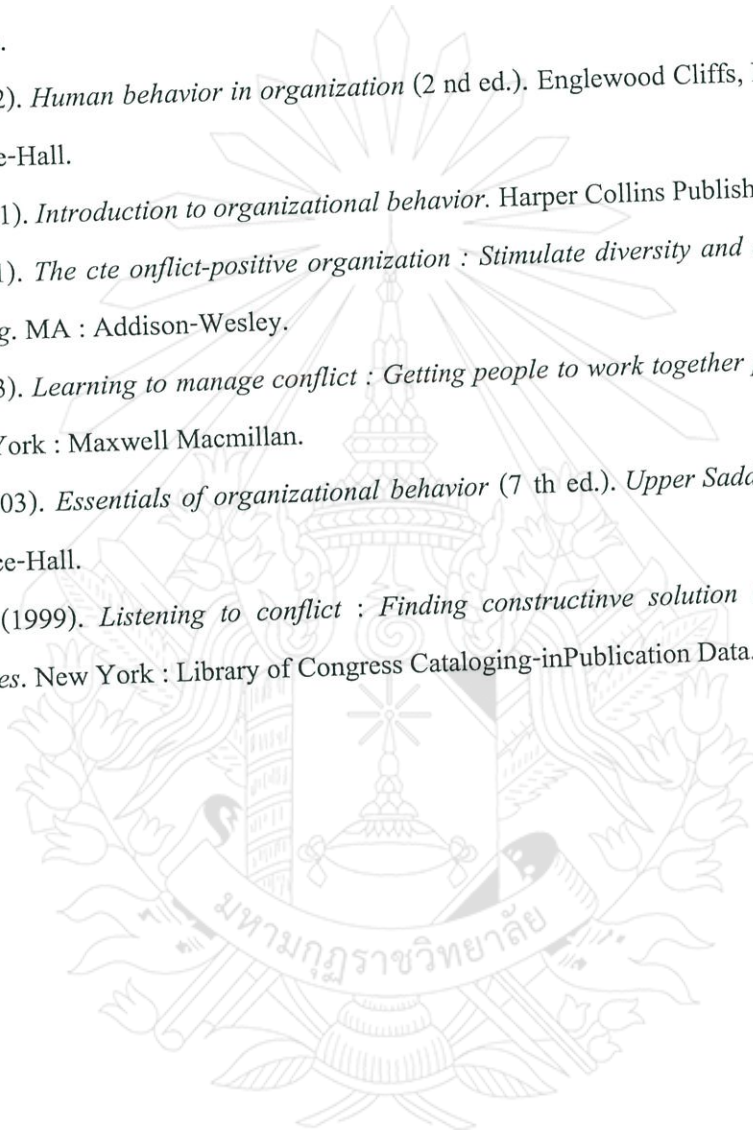 .
2). Human behavior in organization (2 nd ed.). Englewood Cliffs,
e-Hall.
1). Introduction to organizational behavior. Harper Collins Publish
1). The cte onflict-positive organization : Stimulate diversity and
g. MA : Addison-Wesley.
3). Learning to manage conflict : Getting people to work together
York : Maxwell Macmillan.
03). Essentials of organizational behavior (7 th ed.). Upper Sadd
ce-Hall.
(1999). Listening to conflict : Finding constructinve solution
es. New York : Library of Congress Cataloging-inPublication Data.
มหามกุฏราชวิทยาลัย